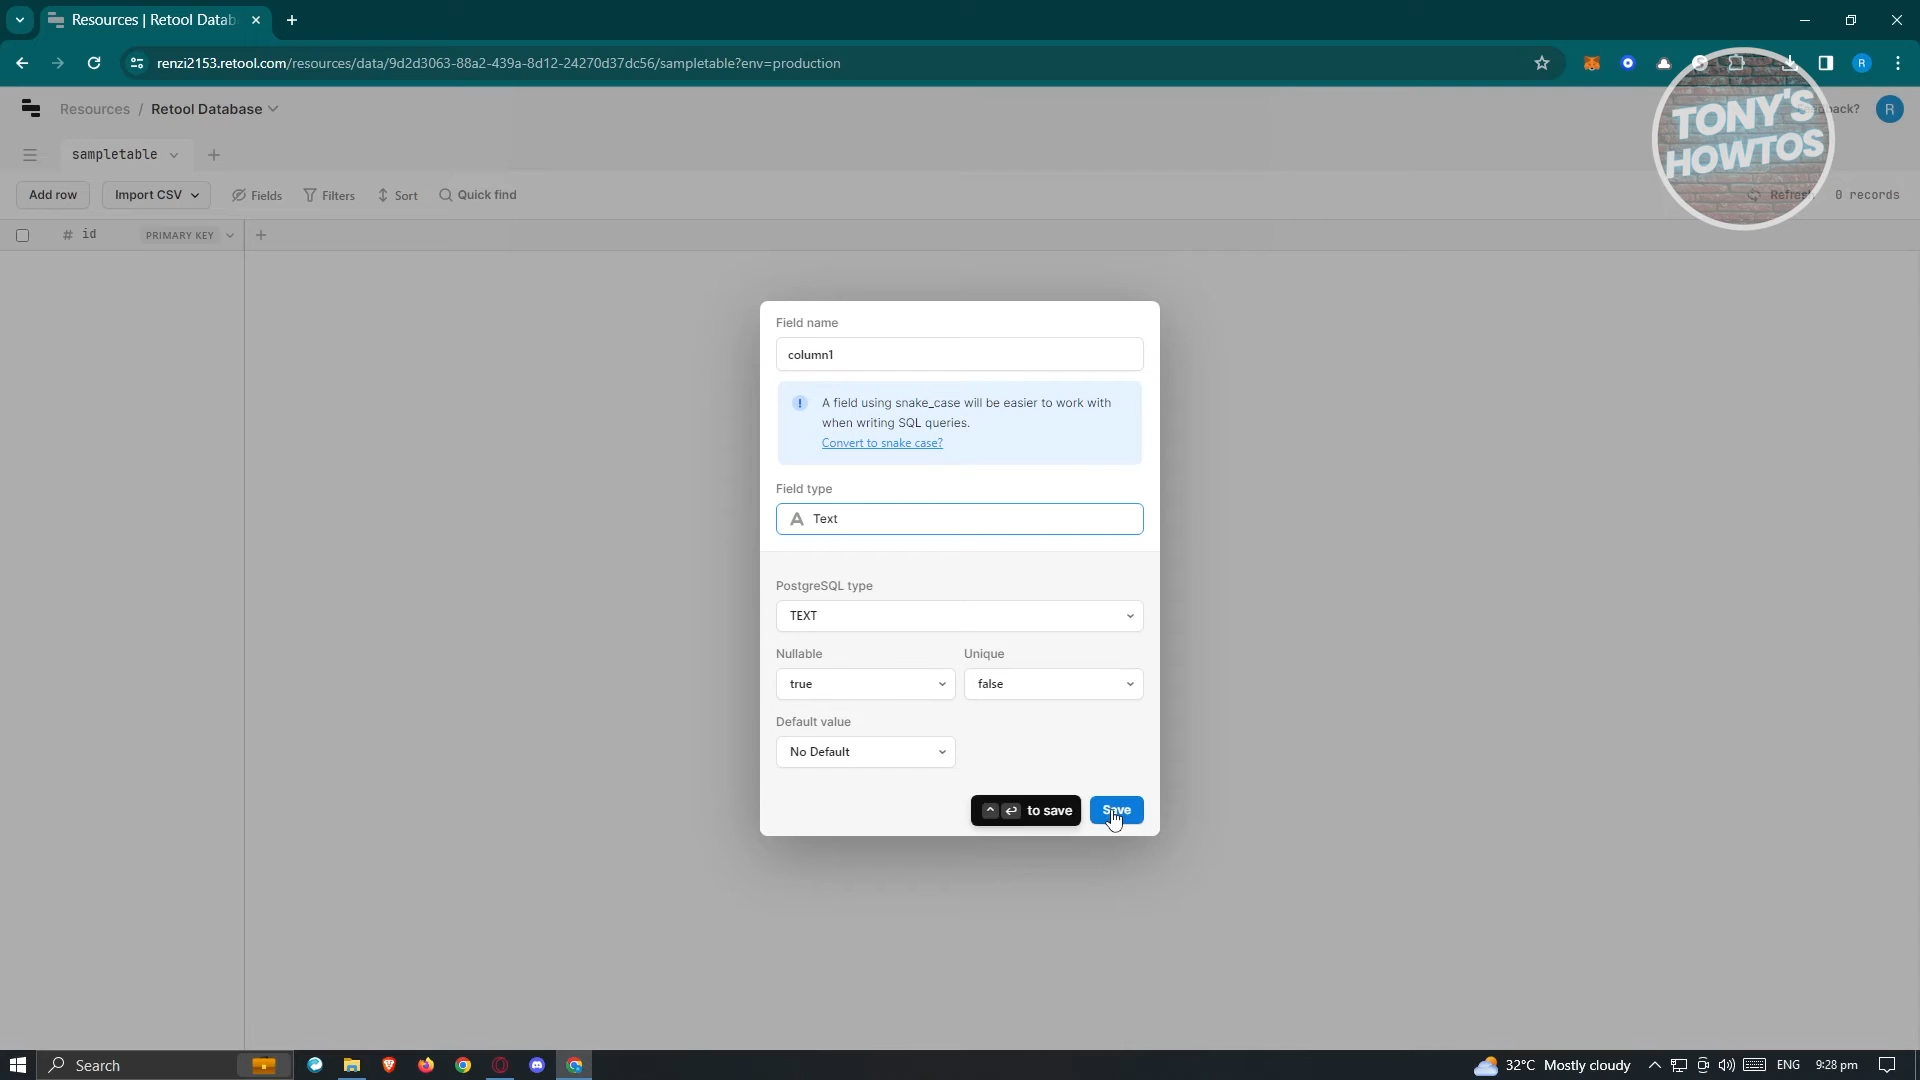 Resources | Retool Datab
renzi2153.retool.com/resources/data/9d2d3063-88a2-439a-8d12-24270d37dc56/sampletable?env=production
R
Resources / Retool Database
R
TONY'S
HOWTOS
sampletable
Add row
Import CSV
Fields
Filters
Sort
Quick find
0 records
# id
PRIMARY KEY
Field name
column1
A field using snake_case will be easier to work with
when writing SQL queries.
Convert to snake case?
Field type
A Text
PostgreSQL type
TEXT
Nullable
Unique
true
false
Default value
No Default
to save
Save
Search
32°C Mostly cloudy
ENG
9:28 pm